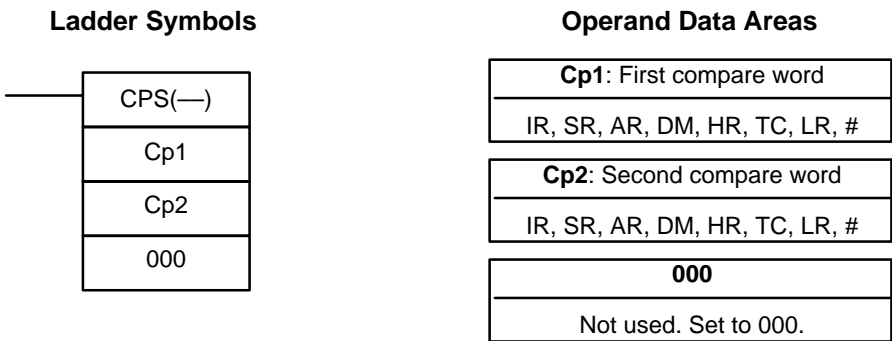 Ladder Symbols
CPS(––)
Cp1
Cp2
000
Operand Data Areas
Cp1: First compare word
IR, SR, AR, DM, HR, TC, LR, #
Cp2: Second compare word
IR, SR, AR, DM, HR, TC, LR, #
000
Not used. Set to 000.